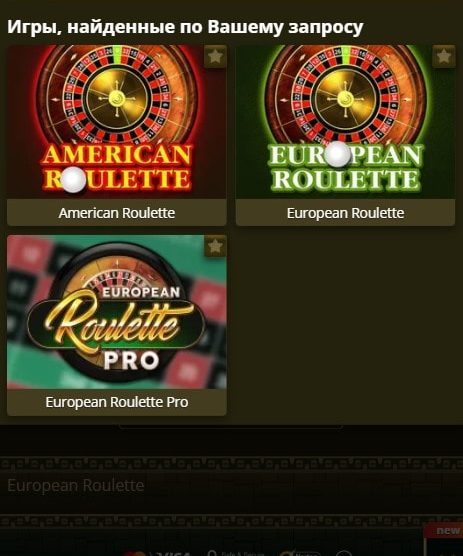 Игры, найденные по Вашему запросу
AMERICAN
ROULETTE
American Roulette
EUROPEAN
ROULETTE
European Roulette
EUROPEAN
Roulette
PRO
European Roulette Pro
European Roulette
new
VISA